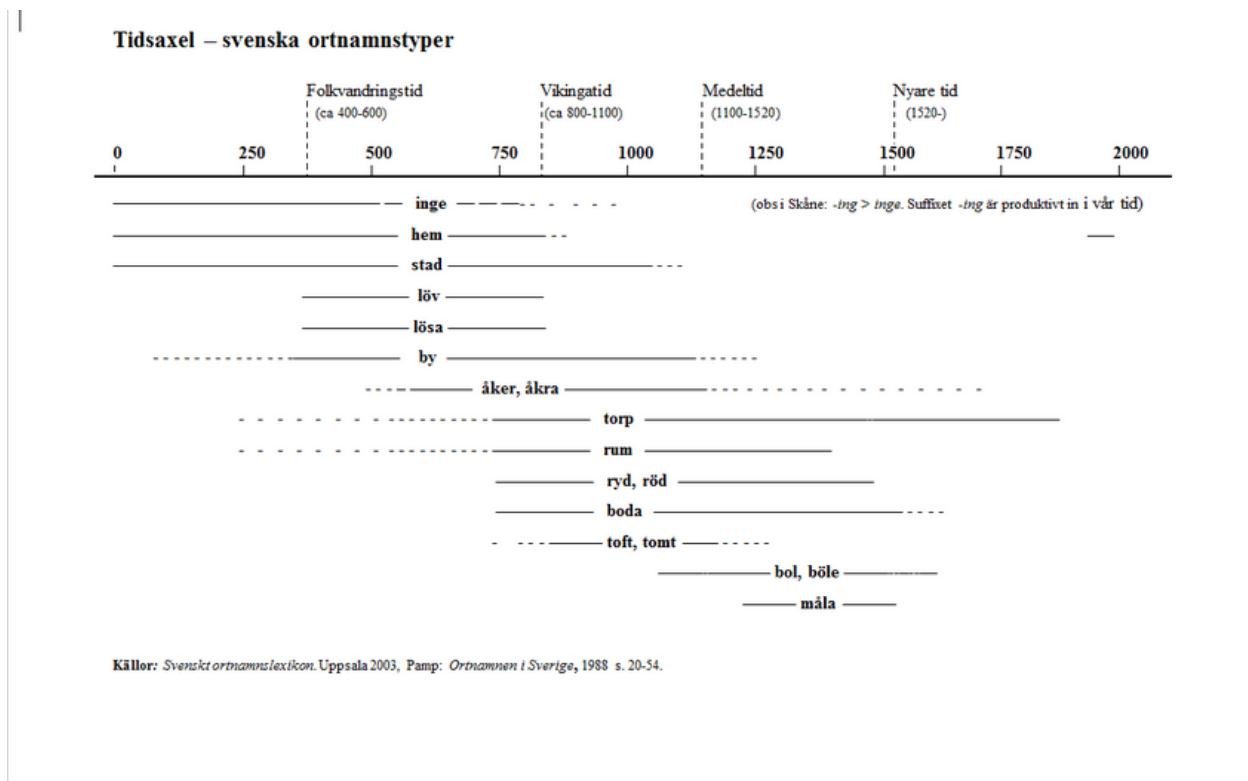 Tidsaxel – svenska ortnamnstyper
Folkvandringstid Vikingatid Medeltid Nyare tid
(ca 400-600) (ca 800-1100) (1100-1520) (1520-)
0 250 500 750 1000 1250 1500 1750 2000
inge (obs i Skåne: -ing > inge. Suffixet -ing är produktivt in i vår tid)
hem
stad
löv
lösa
by
åker, åkra
torp
rum
ryd, röd
boda
toft, tomt
bol, böle
måla
Källor: Svenskt ortnamnslexikon. Uppsala 2003, Pamp: Ortnamnen i Sverige, 1988 s. 20-54.